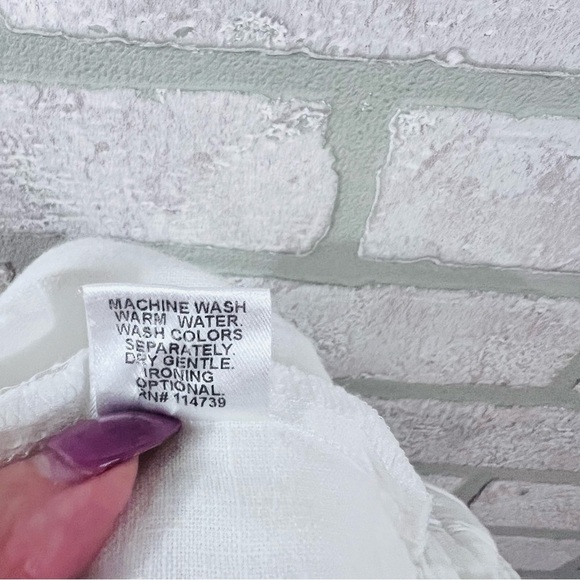 MACHINE WASH
WARM WATER.
WASH COLORS
SEPARATELY.
DRY GENTLE.
IRONING
OPTIONAL.
RN# 114739